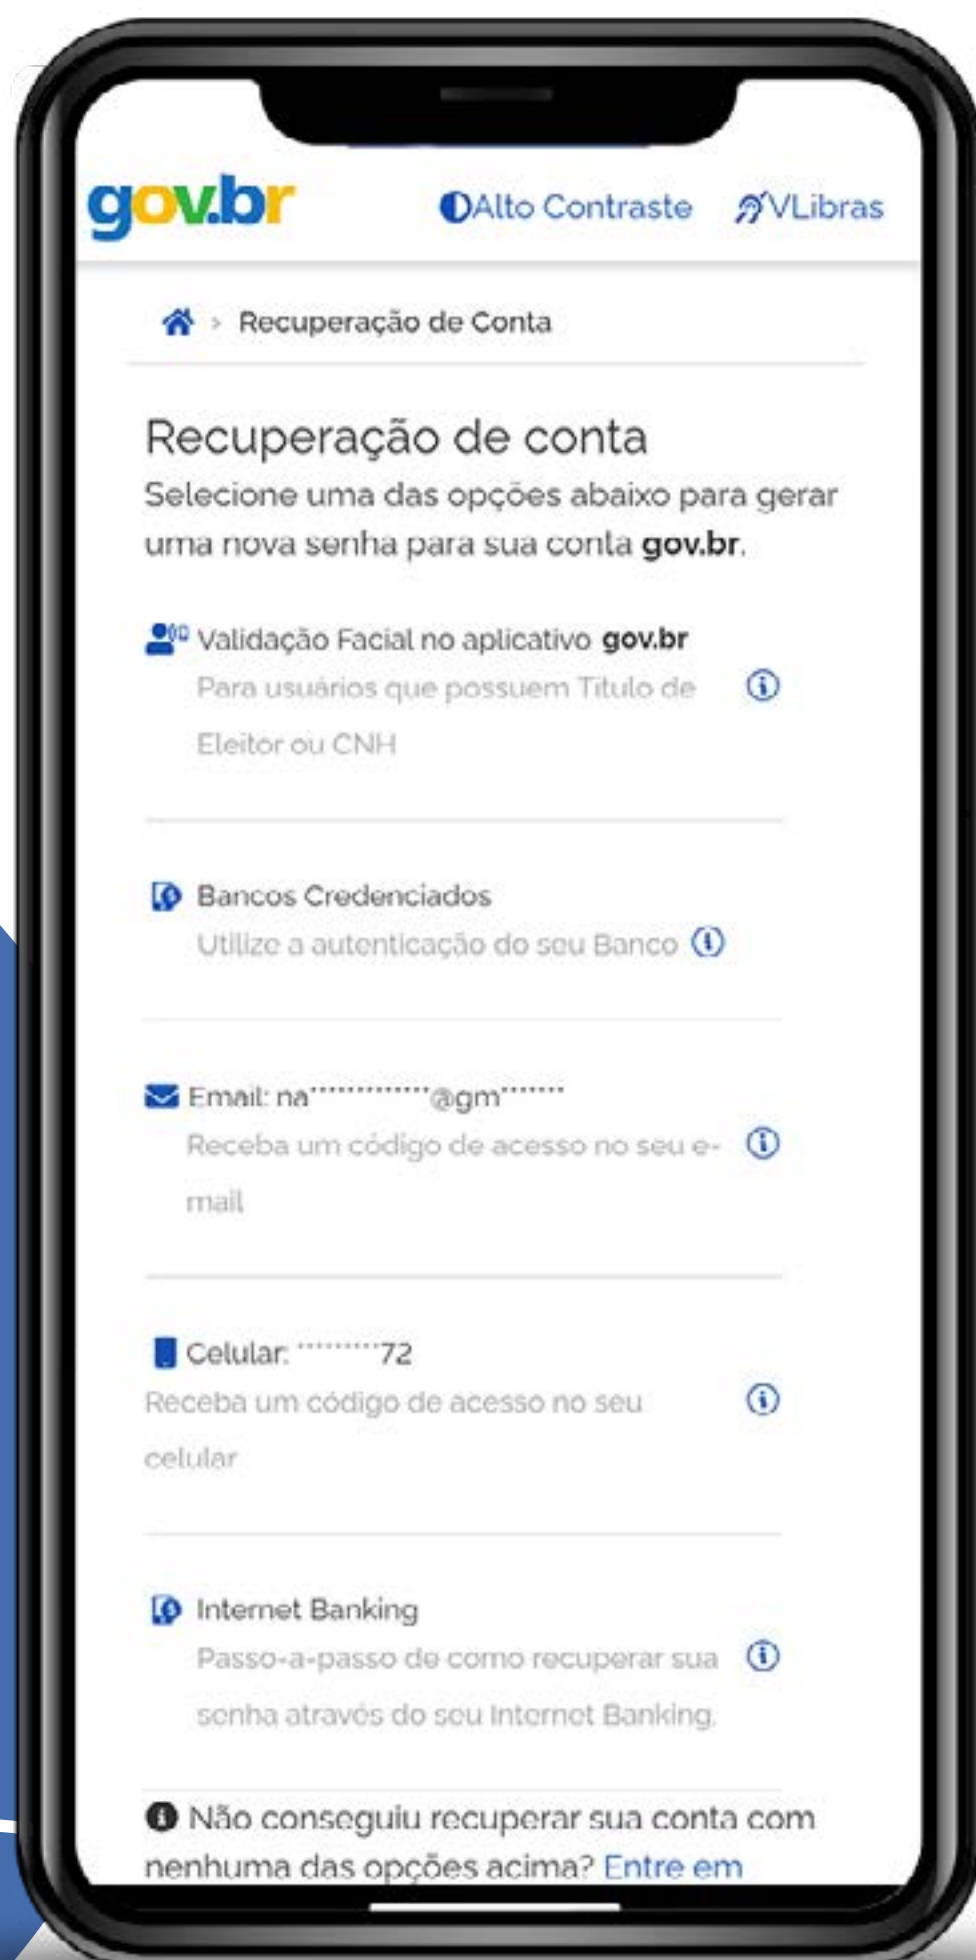 gov.br Alto Contraste VLibras
> Recuperação de Conta
Recuperação de conta
Selecione uma das opções abaixo para gerar
uma nova senha para sua conta gov.br.
Validação Facial no aplicativo gov.br
Para usuários que possuem Título de
Eleitor ou CNH
Bancos Credenciados
Utilize a autenticação do seu Banco
Email: na*************@gm*******
Receba um código de acesso no seu e-
mail
Celular: *********72
Receba um código de acesso no seu
celular
Internet Banking
Passo-a-passo de como recuperar sua
senha através do seu Internet Banking.
Não conseguiu recuperar sua conta com
nenhuma das opções acima? Entre em